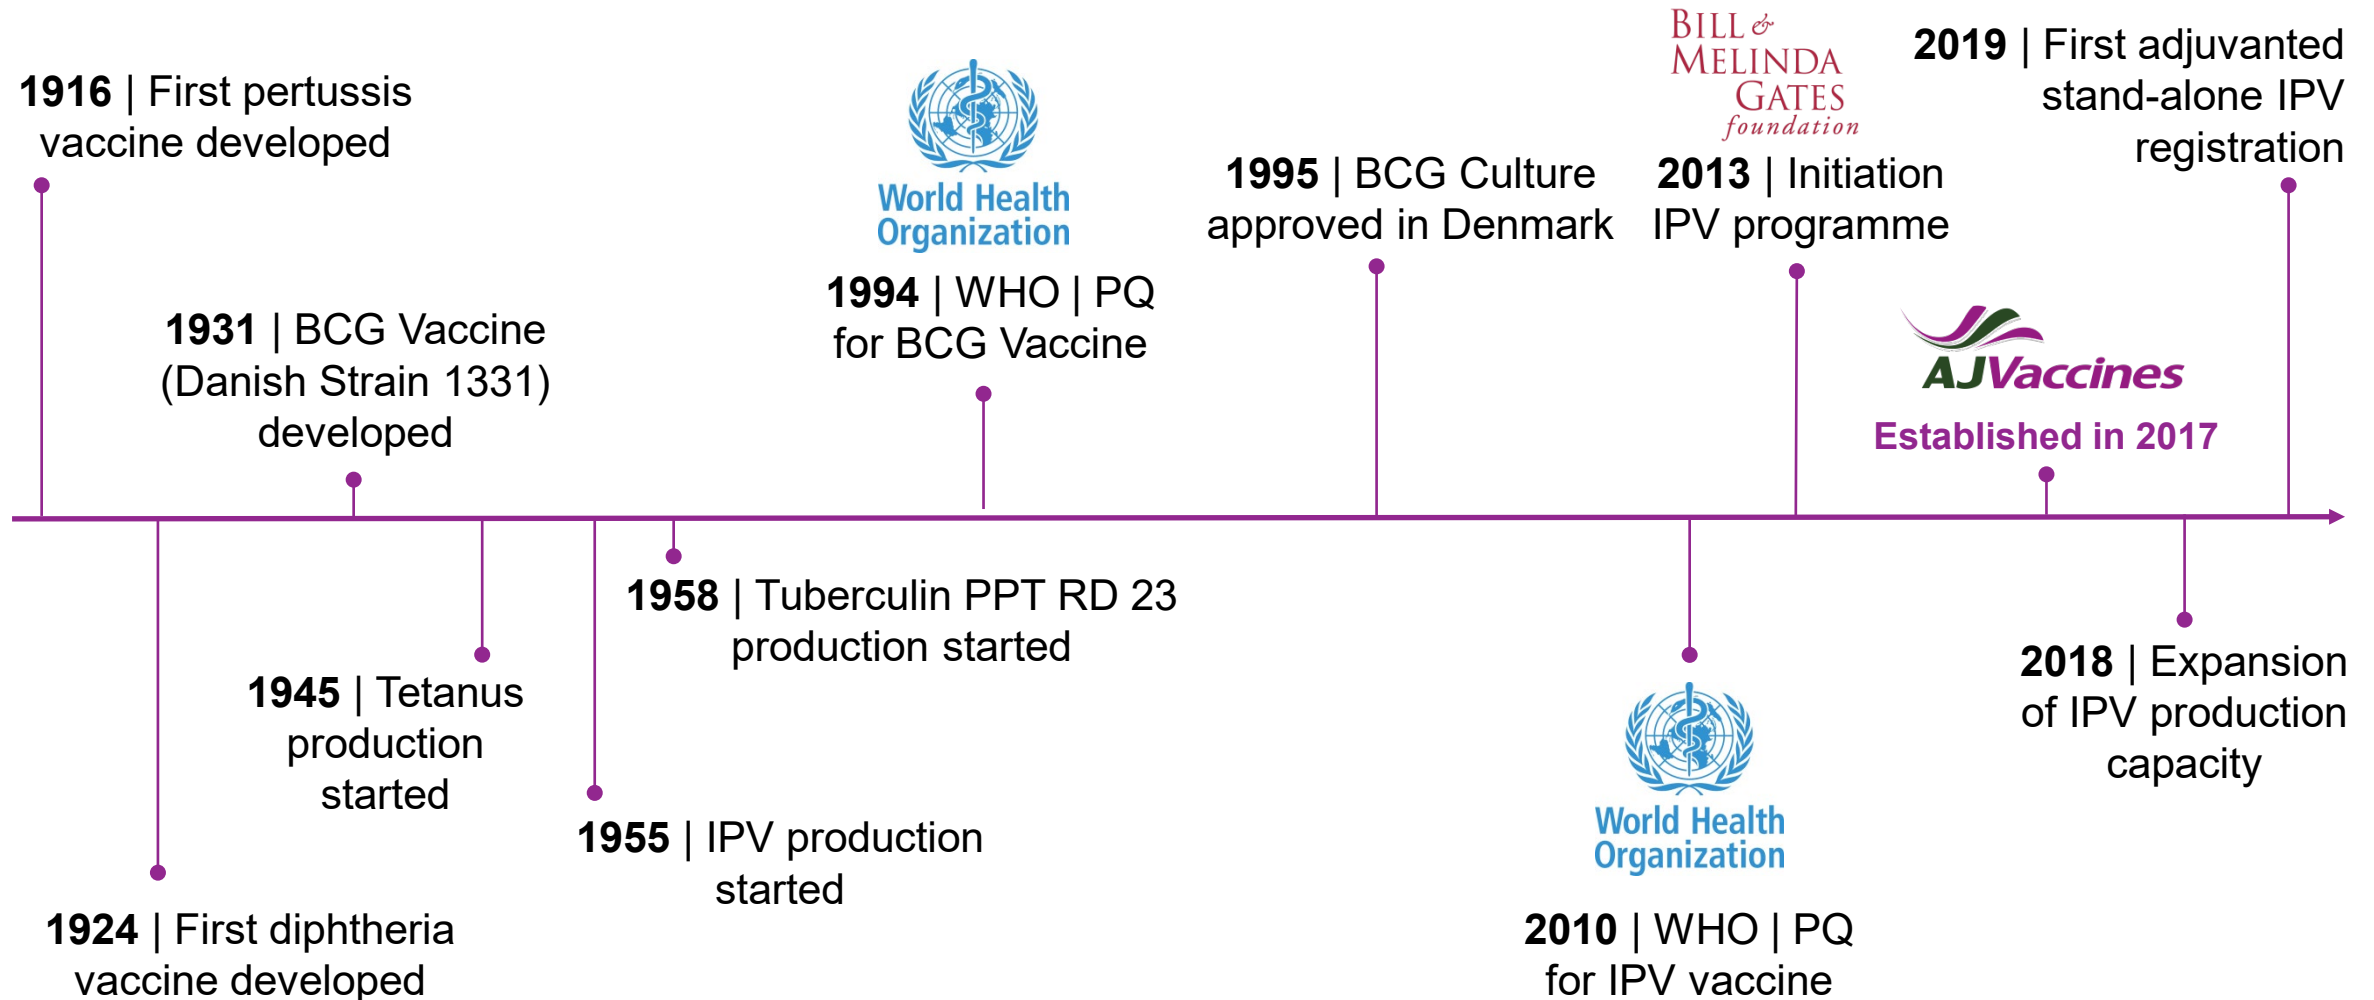 1916 | First pertussis
vaccine developed
1924 | First diphtheria
vaccine developed
1931 | BCG Vaccine
(Danish Strain 1331)
developed
1945 | Tetanus
production
started
1955 | IPV production
started
1958 | Tuberculin PPT RD 23
production started
World Health
Organization
1994 | WHO | PQ
for BCG Vaccine
1995 | BCG Culture
approved in Denmark
World Health
Organization
2010 | WHO | PQ
for IPV vaccine
BILL &
MELINDA
GATES
foundation
2013 | Initiation
IPV programme
AJVaccines
Established in 2017
2018 | Expansion
of IPV production
capacity
2019 | First adjuvanted
stand-alone IPV
registration